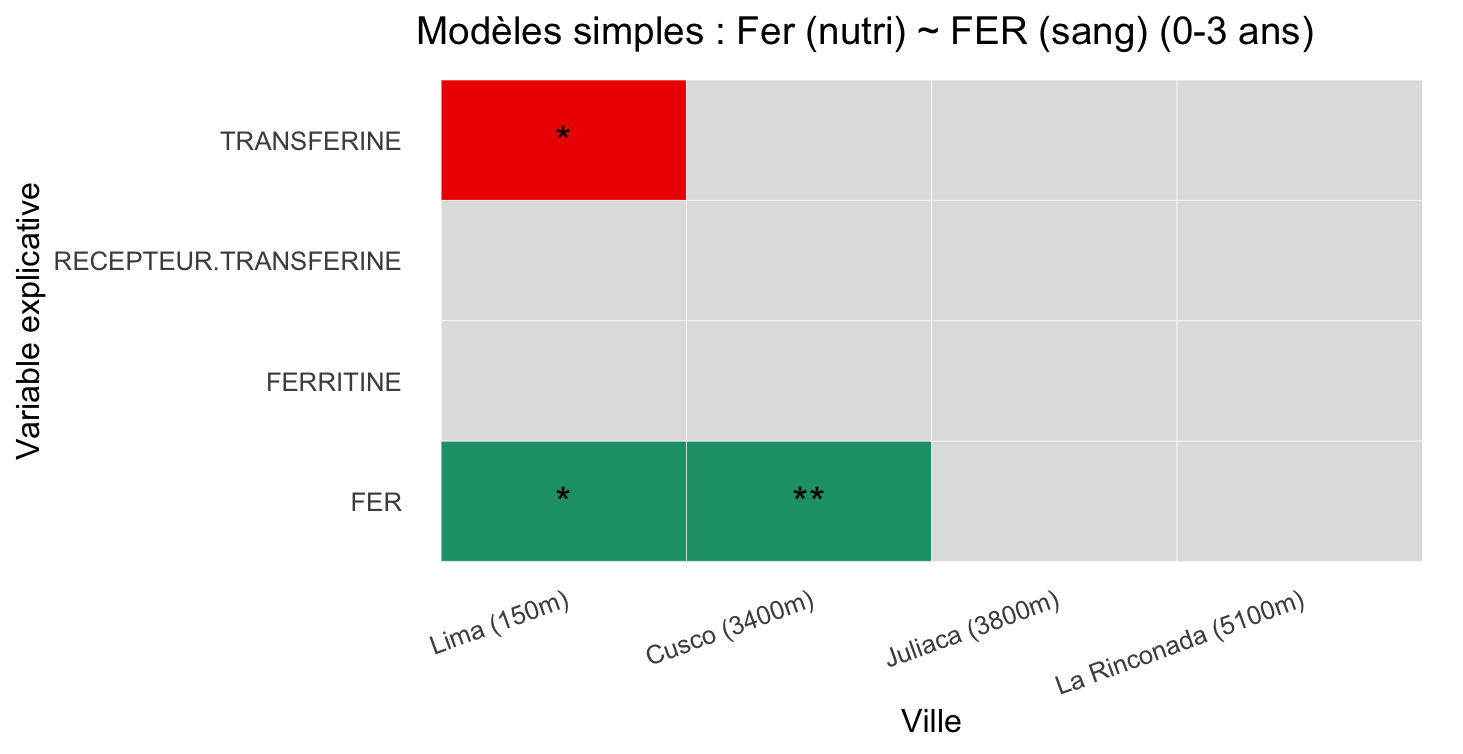 Modèles simples : Fer (nutri) ~ FER (sang) (0-3 ans)
Variable explicative
TRANSFERINE
*
RECEPTEUR.TRANSFERINE
FERRITINE
FER
*
**
Lima (150m)
Cusco (3400m)
Juliaca (3800m)
La Rinconada (5100m)
Ville